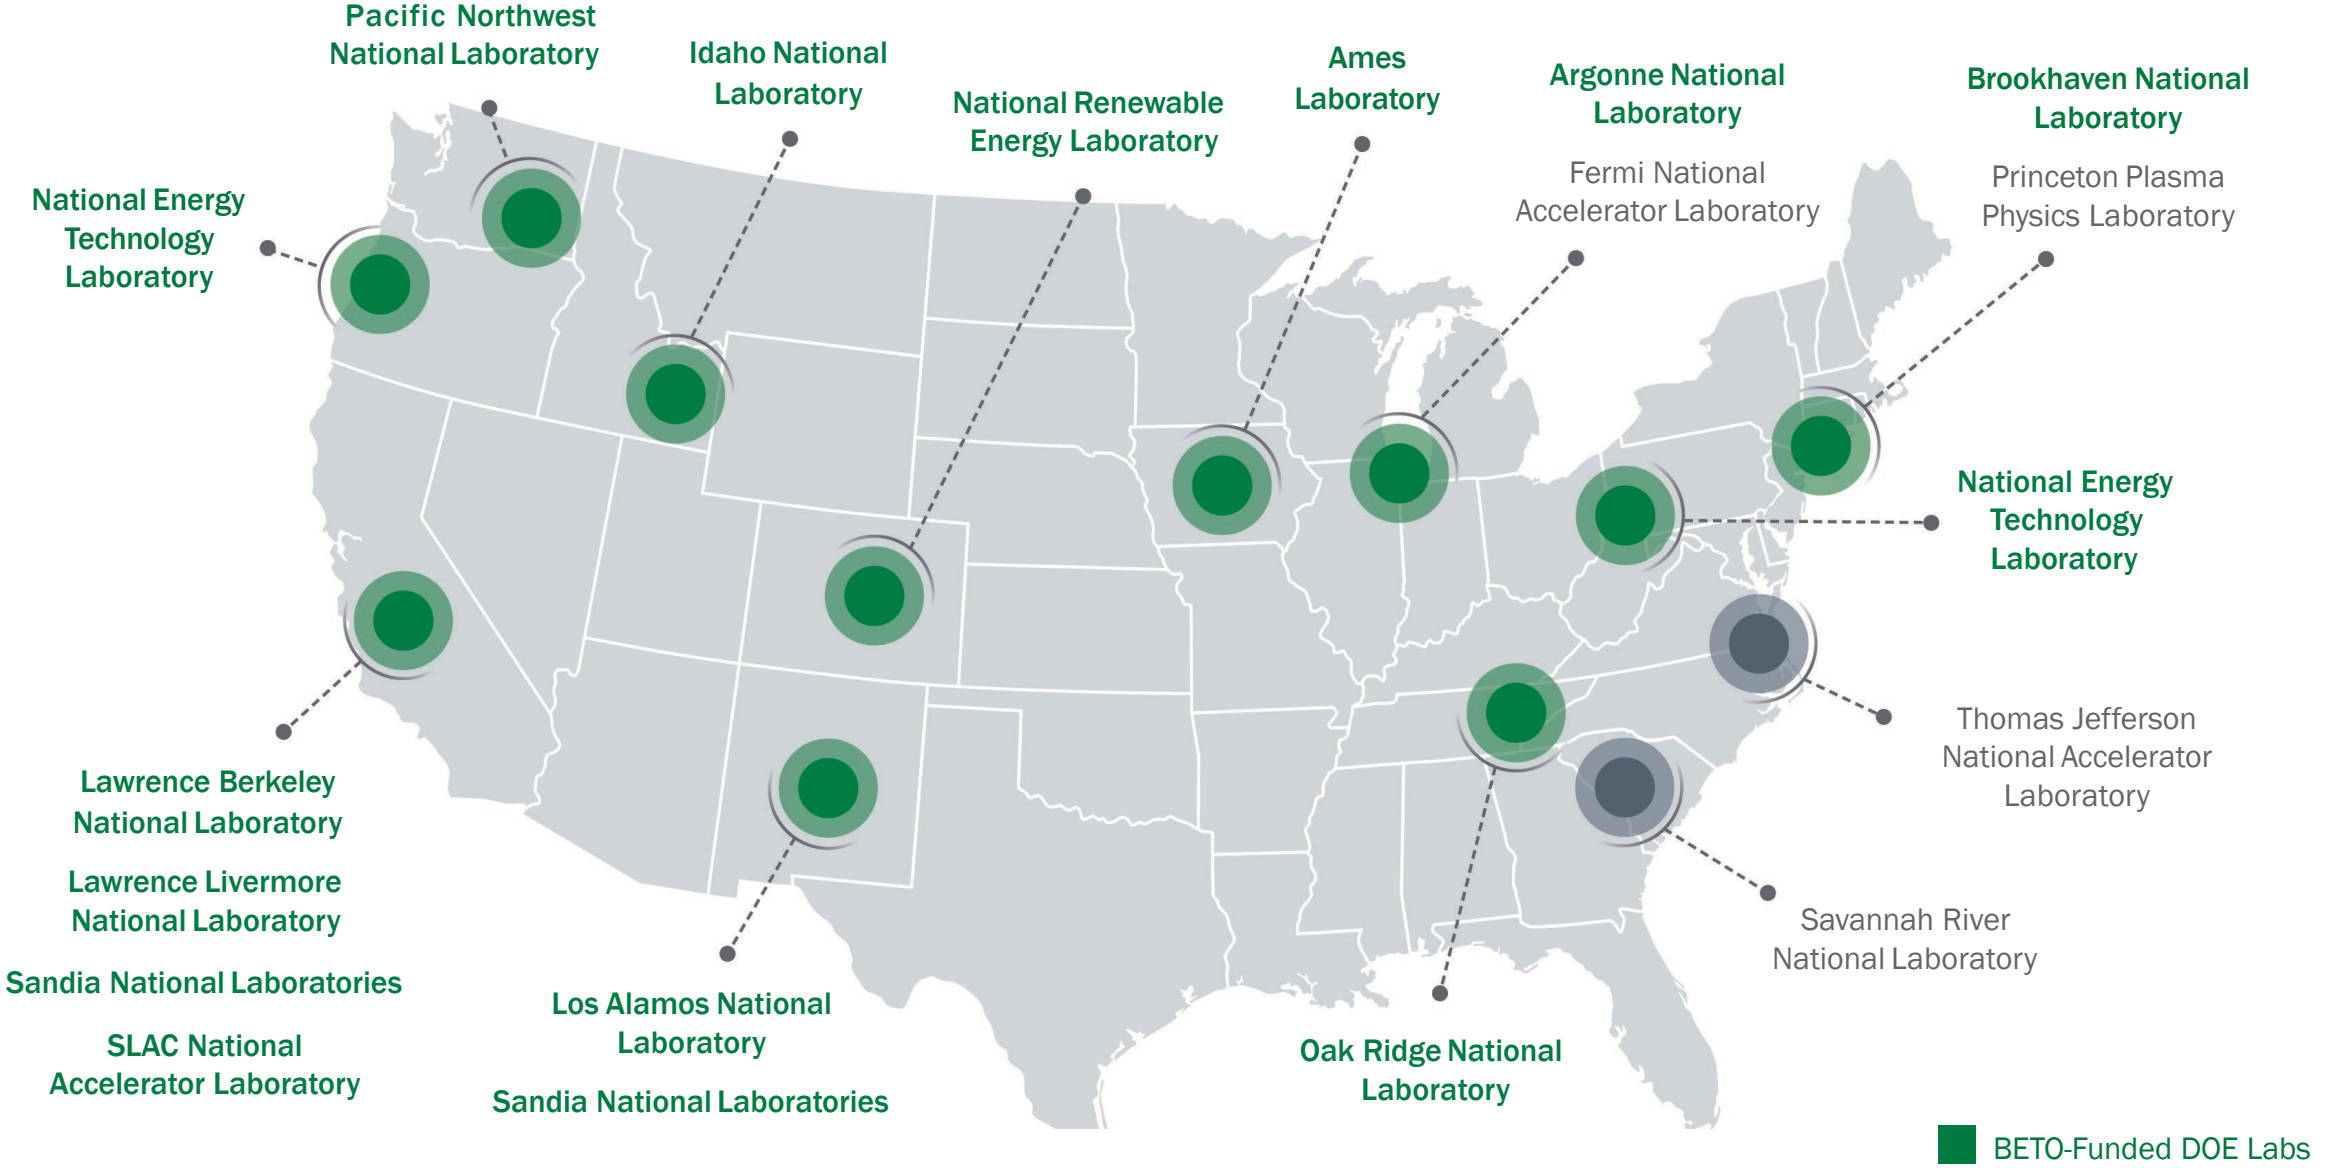 Pacific Northwest
National Laboratory
Idaho National
Laboratory
National Renewable
Energy Laboratory
Ames
Laboratory
Argonne National
Laboratory
Fermi National
Accelerator Laboratory
Brookhaven National
Laboratory
Princeton Plasma
Physics Laboratory
National Energy
Technology
Laboratory
National Energy
Technology
Laboratory
Thomas Jefferson
National Accelerator
Laboratory
Savannah River
National Laboratory
Lawrence Berkeley
National Laboratory
Lawrence Livermore
National Laboratory
Sandia National Laboratories
SLAC National
Accelerator Laboratory
Los Alamos National
Laboratory
Sandia National Laboratories
Oak Ridge National
Laboratory
BETO-Funded DOE Labs